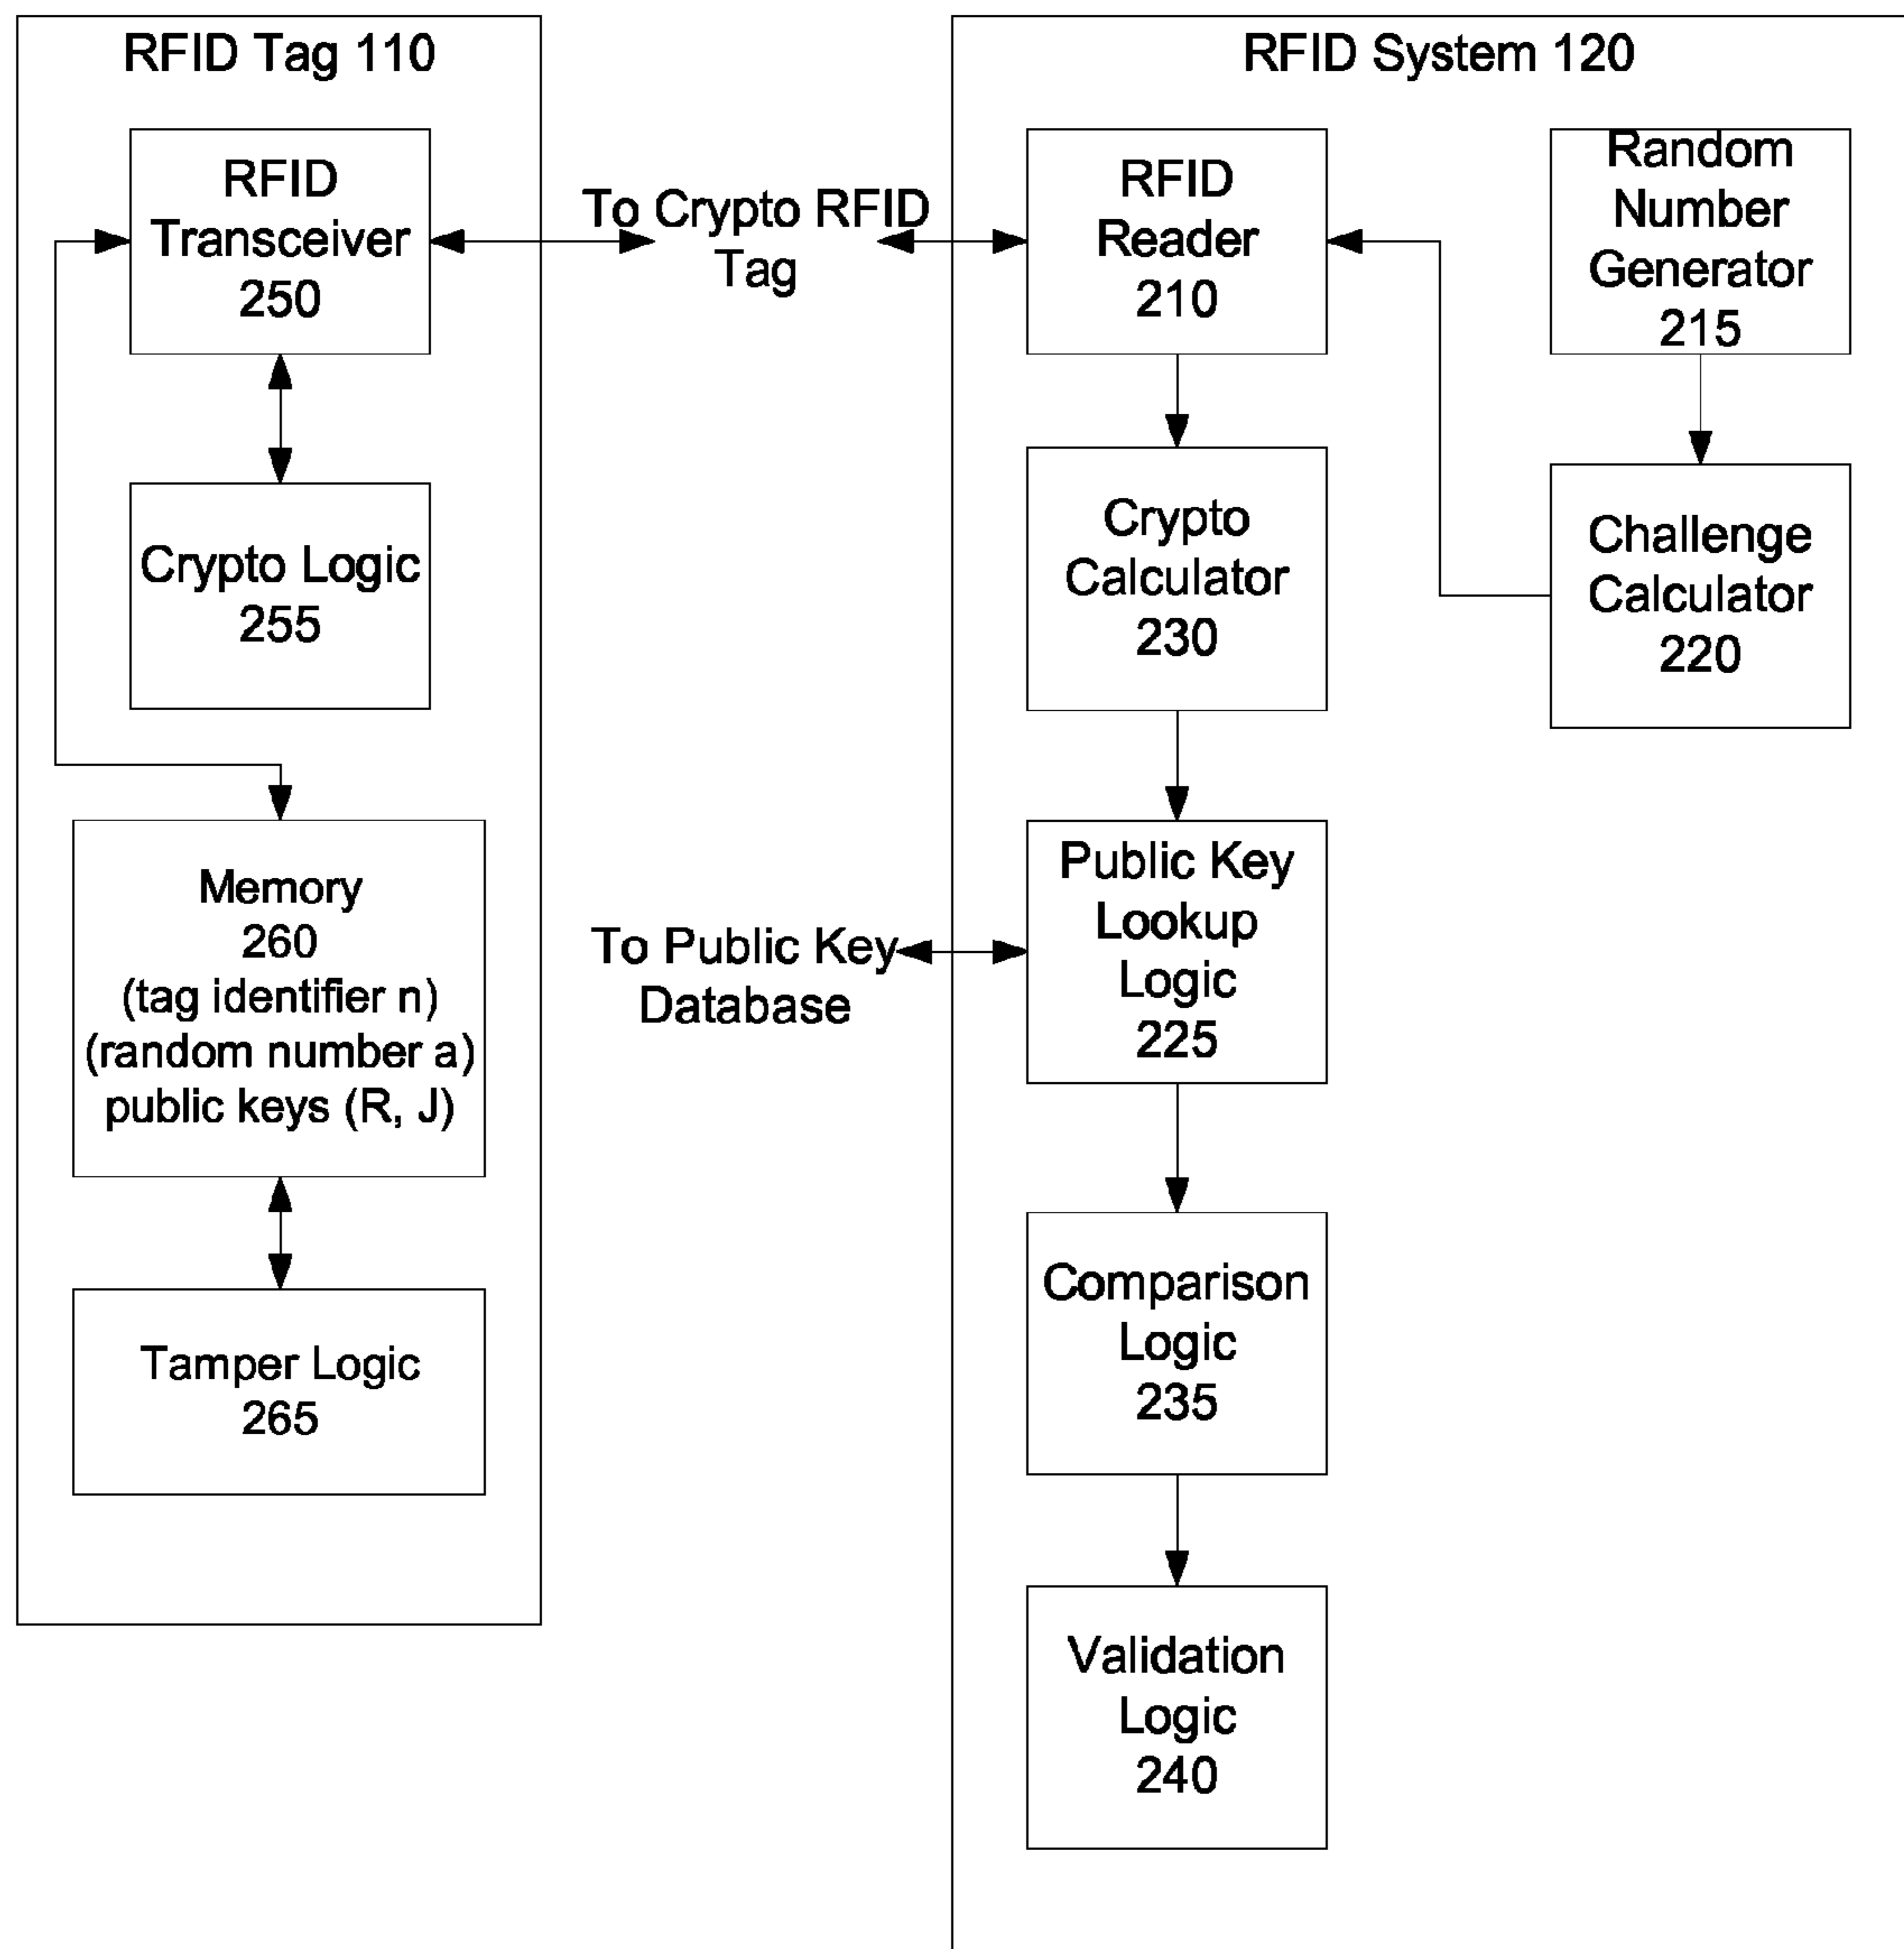 RFID Tag 110
RFID
Transceiver
250
Crypto Logic
255
Memory
260
(tag identifier n)
(random number a)
public keys (R, J)
Tamper Logic
265
To Crypto RFID
Tag
To Public Key
Database
RFID System 120
RFID
Reader
210
Crypto
Calculator
230
Public Key
Lookup
Logic
225
Comparison
Logic
235
Validation
Logic
240
Random
Number
Generator
215
Challenge
Calculator
220